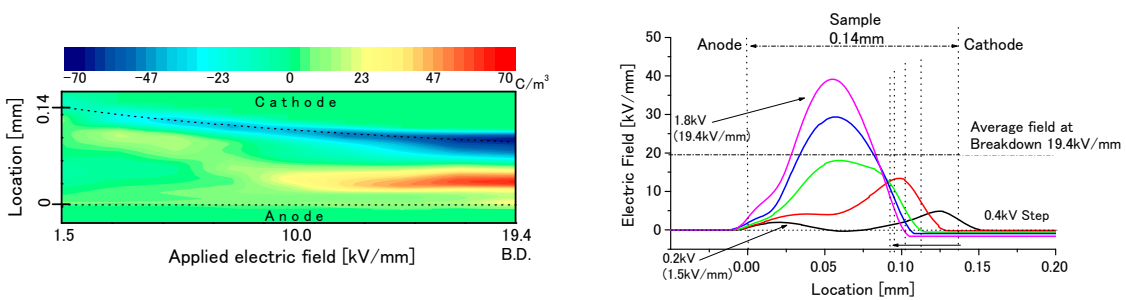 -70 -47 -23 0 23 47 70 C/m³
Cathode
Anode
0.14
0
Location [mm]
1.5 10.0 19.4
B.D.
Applied electric field [kV/mm]
Sample
0.14mm
Anode Cathode
50
40
30
20
10
0
Electric Field [kV/mm]
1.8kV
(19.4kV/mm)
Average field at
Breakdown 19.4kV/mm
0.4kV Step
0.2kV
(1.5kV/mm)
0.00 0.05 0.10 0.15 0.20
Location [mm]